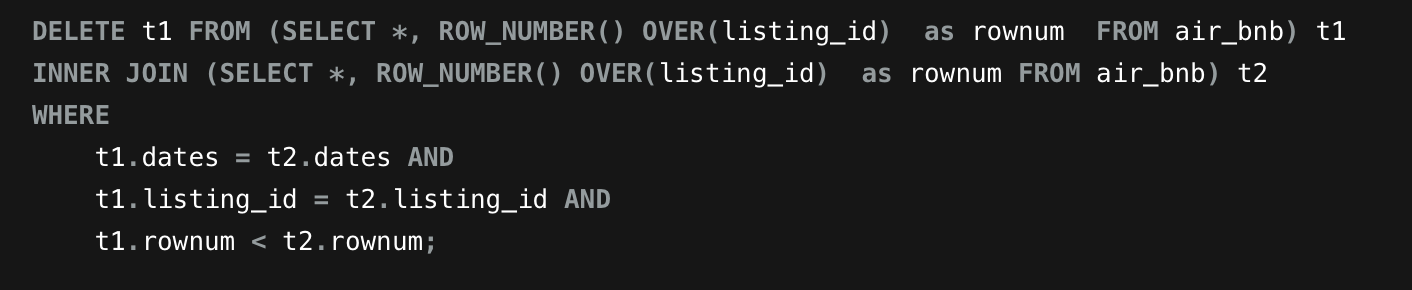 DELETE t1 FROM (SELECT *, ROW_NUMBER() OVER(listing_id)  as rownum  FROM air_bnb) t1
INNER JOIN (SELECT *, ROW_NUMBER() OVER(listing_id)  as rownum FROM air_bnb) t2
WHERE
    t1.dates = t2.dates AND
    t1.listing_id = t2.listing_id AND
    t1.rownum < t2.rownum;